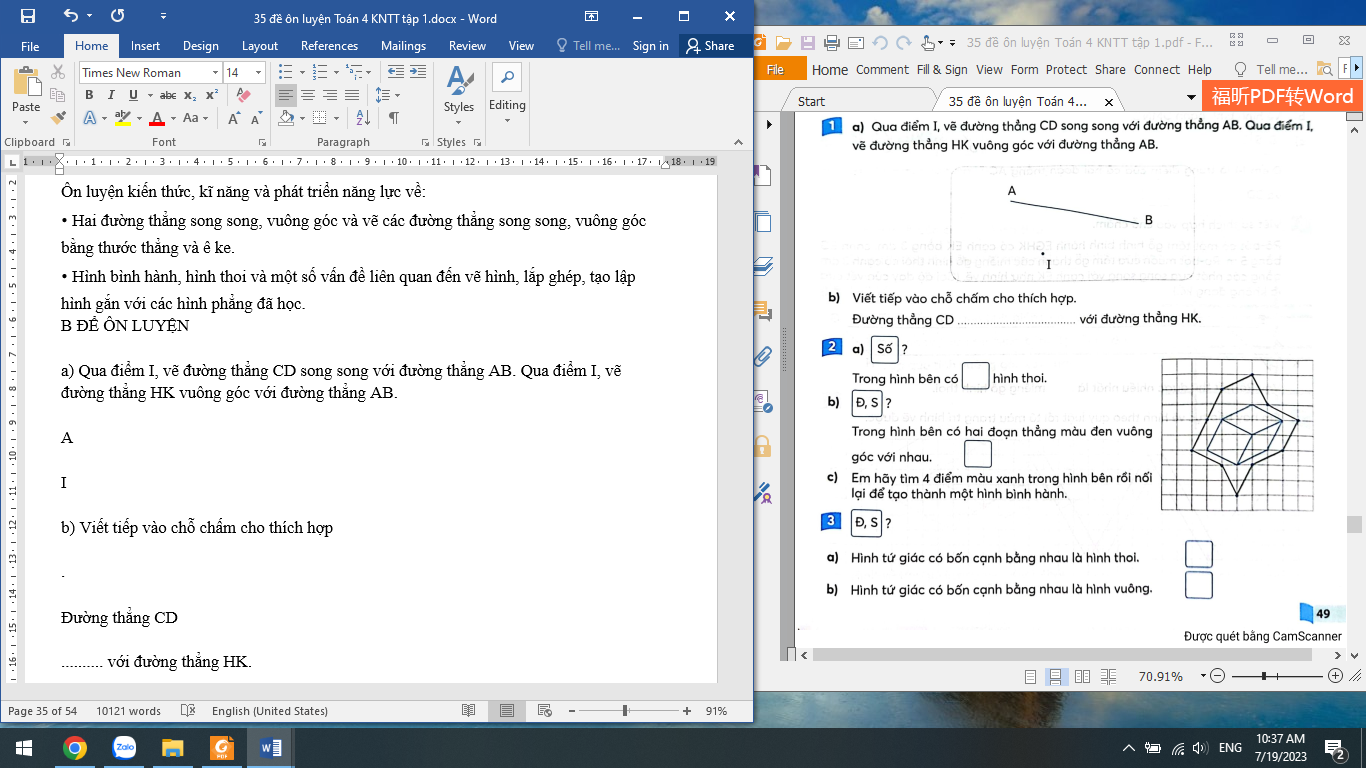 35 đề ôn luyện Toán 4 KNTT tập 1.docx - Word
File Home Insert Design Layout References Mailings Review View Tell me... Sign in Share
Times New Roman 14
Paste
B I U abc x2 x2
Aa
Styles Editing
Clipboard Font Paragraph Styles
Ôn luyện kiến thức, kĩ năng và phát triển năng lực về:
• Hai đường thẳng song song, vuông góc và vẽ các đường thẳng song song, vuông góc
bằng thước thẳng và ê ke.
• Hình bình hành, hình thoi và một số vấn đề liên quan đến vẽ hình, lắp ghép, tạo lập
hình gắn với các hình phẳng đã học.
B ĐỀ ÔN LUYỆN
a) Qua điểm I, vẽ đường thẳng CD song song với đường thẳng AB. Qua điểm I, vẽ
đường thẳng HK vuông góc với đường thẳng AB.
A
I
b) Viết tiếp vào chỗ chấm cho thích hợp
.
Đường thẳng CD
.......... với đường thẳng HK.
Page 35 of 54 10121 words English (United States) 91%
35 đề ôn luyện Toán 4 KNTT tập 1.pdf - F...
File Home Comment Fill & Sign View Form Protect Share Connect Help Tell me...
Start 35 đề ôn luyện Toán 4...
福昕PDF转Word
1 a) Qua điểm I, vẽ đường thẳng CD song song với đường thẳng AB. Qua điểm I,
vẽ đường thẳng HK vuông góc với đường thẳng AB.
A
B
I
b) Viết tiếp vào chỗ chấm cho thích hợp.
Đường thẳng CD ..................................... với đường thẳng HK.
2 a) Số ?
Trong hình bên có hình thoi.
b) Đ, S ?
Trong hình bên có hai đoạn thẳng màu đen vuông
góc với nhau.
c) Em hãy tìm 4 điểm màu xanh trong hình bên rồi nối
lại để tạo thành một hình bình hành.
3 Đ, S ?
a) Hình tứ giác có bốn cạnh bằng nhau là hình thoi.
b) Hình tứ giác có bốn cạnh bằng nhau là hình vuông.
49
Được quét bằng CamScanner
70.91%
Zalo
ENG
10:37 AM
7/19/2023
2